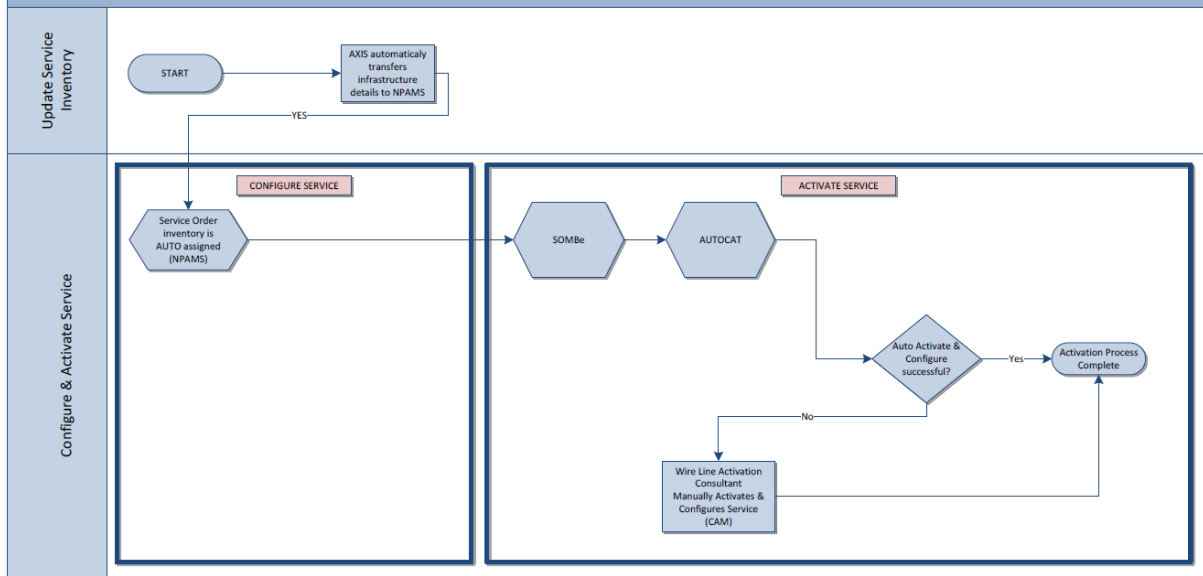 Update Service
Inventory
START
AXIS automaticaly
transfers
infrastructure
details to NPAMS
YES
Configure & Activate Service
CONFIGURE SERVICE
Service Order
inventory is
AUTO assigned
(NPAMS)
ACTIVATE SERVICE
SOMBe
AUTOCAT
Auto Activate &
Configure
successful?
Yes
Activation Process
Complete
No
Wire Line Activation
Consultant
Manually Activates &
Configures Service
(CAM)